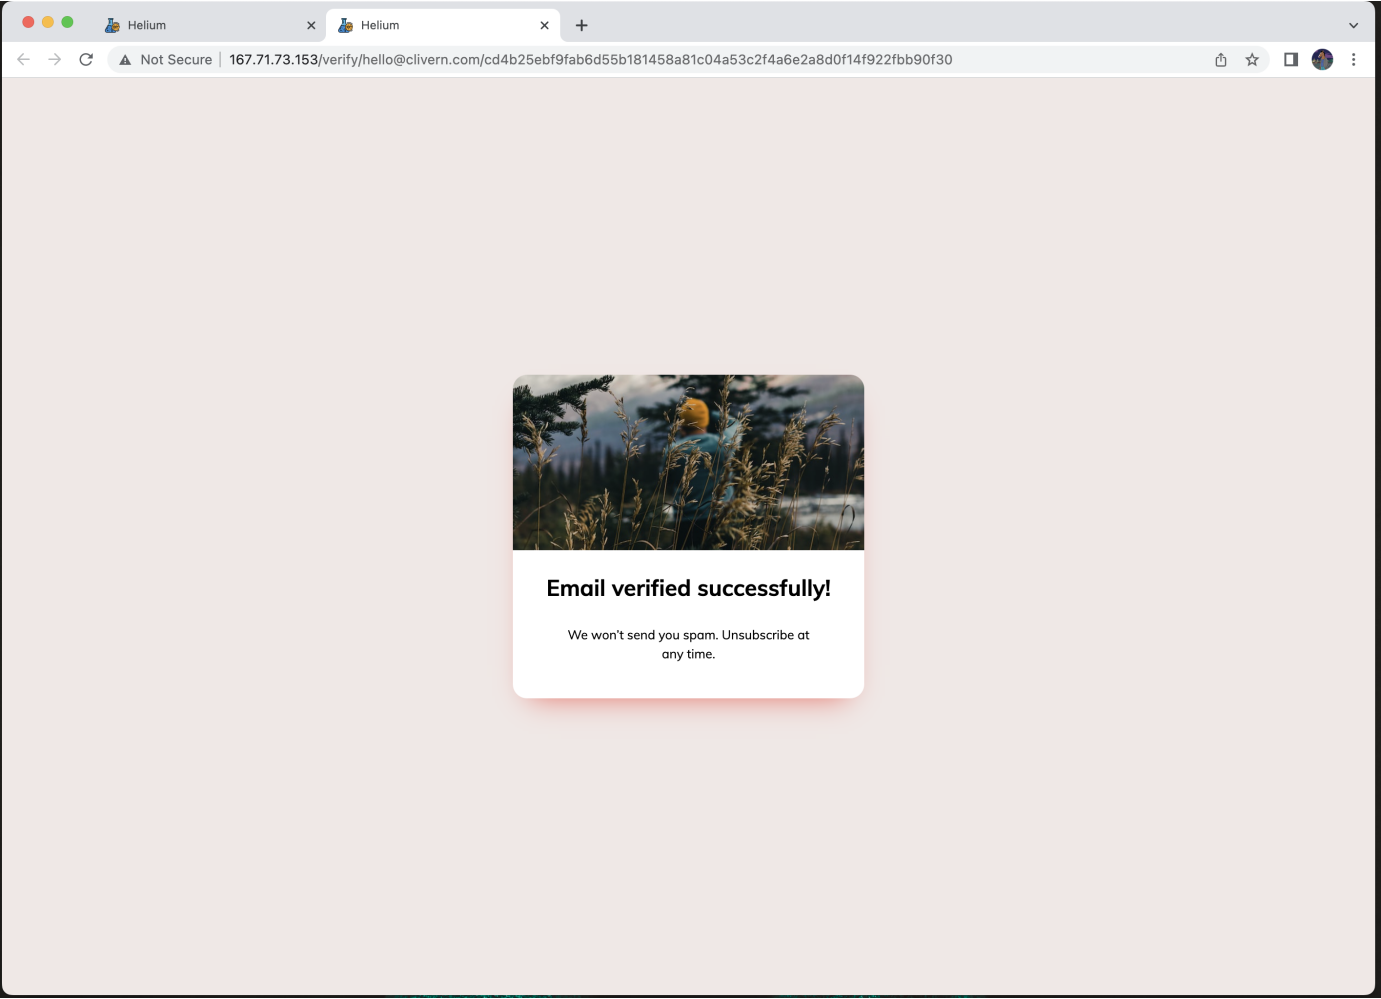 Helium
Helium
Not Secure
167.71.73.153/verify/hello@clivern.com/cd4b25ebf9fab6d55b181458a81c04a53c2f4a6e2a8d0f14f922fbb90f30
Email verified successfully!
We won't send you spam. Unsubscribe at
any time.